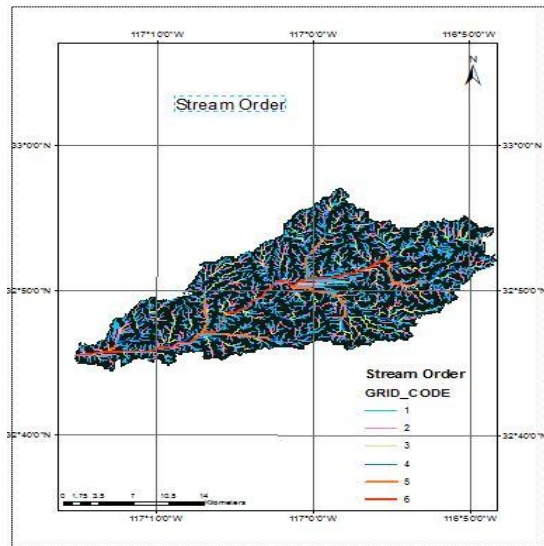 117°10'0"W 117°0'0"W 116°50'0"W
N
Stream Order
33°0'0"N 33°0'0"N
32°50'0"N 32°50'0"N
Stream Order
GRID_CODE
1
2
3
4
5
6
32°40'0"N 32°40'0"N
0 1.75 3.5 7 10.5 14
Kilometers
117°10'0"W 117°0'0"W 116°50'0"W